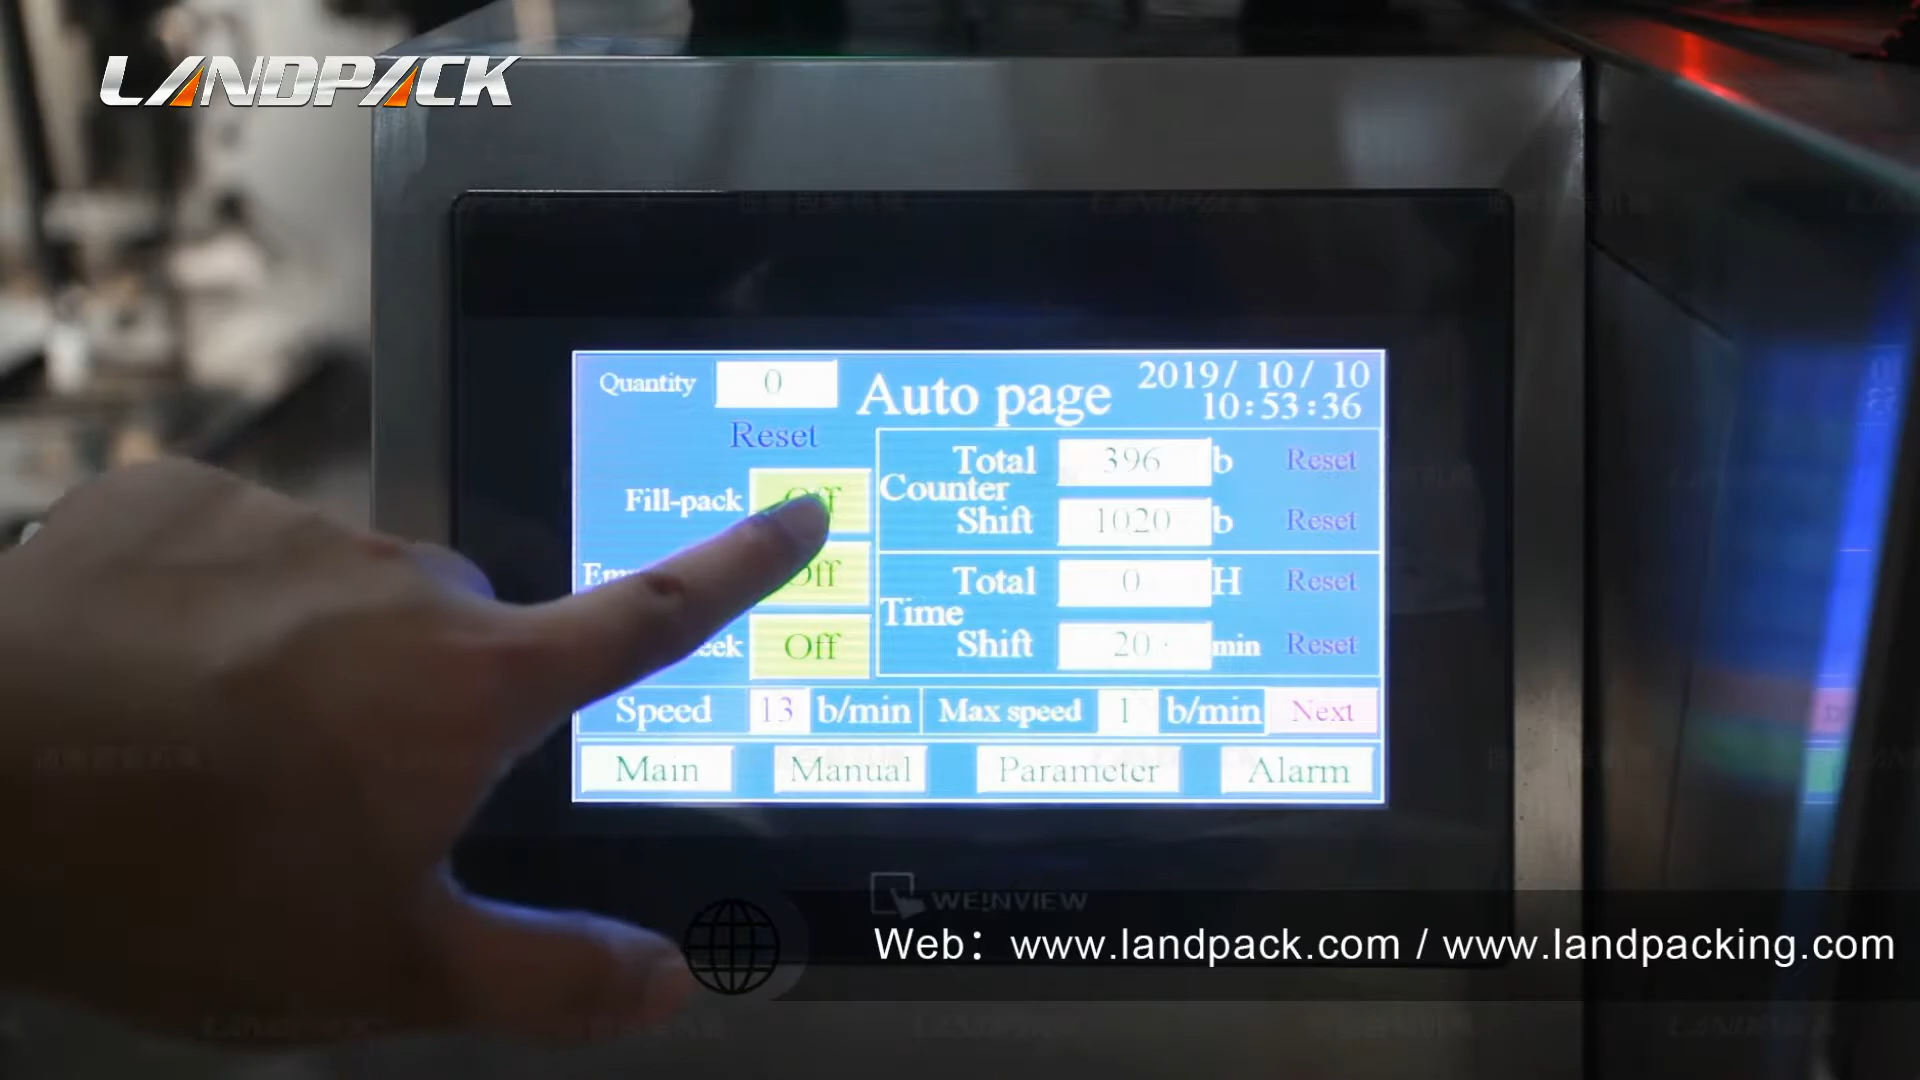 LANDPACK
Quantity 0
Auto page
2019/ 10/ 10
10:53:36
Reset
Fill-pack Off
Off
Off
Counter
Total 396 b Reset
Shift 1020 b Reset
Time
Total 0 H Reset
Shift 20 min Reset
Speed 13 b/min Max speed 1 b/min Next
Main Manual Parameter Alarm
WE!NVIEW
Web： www.landpack.com / www.landpacking.com